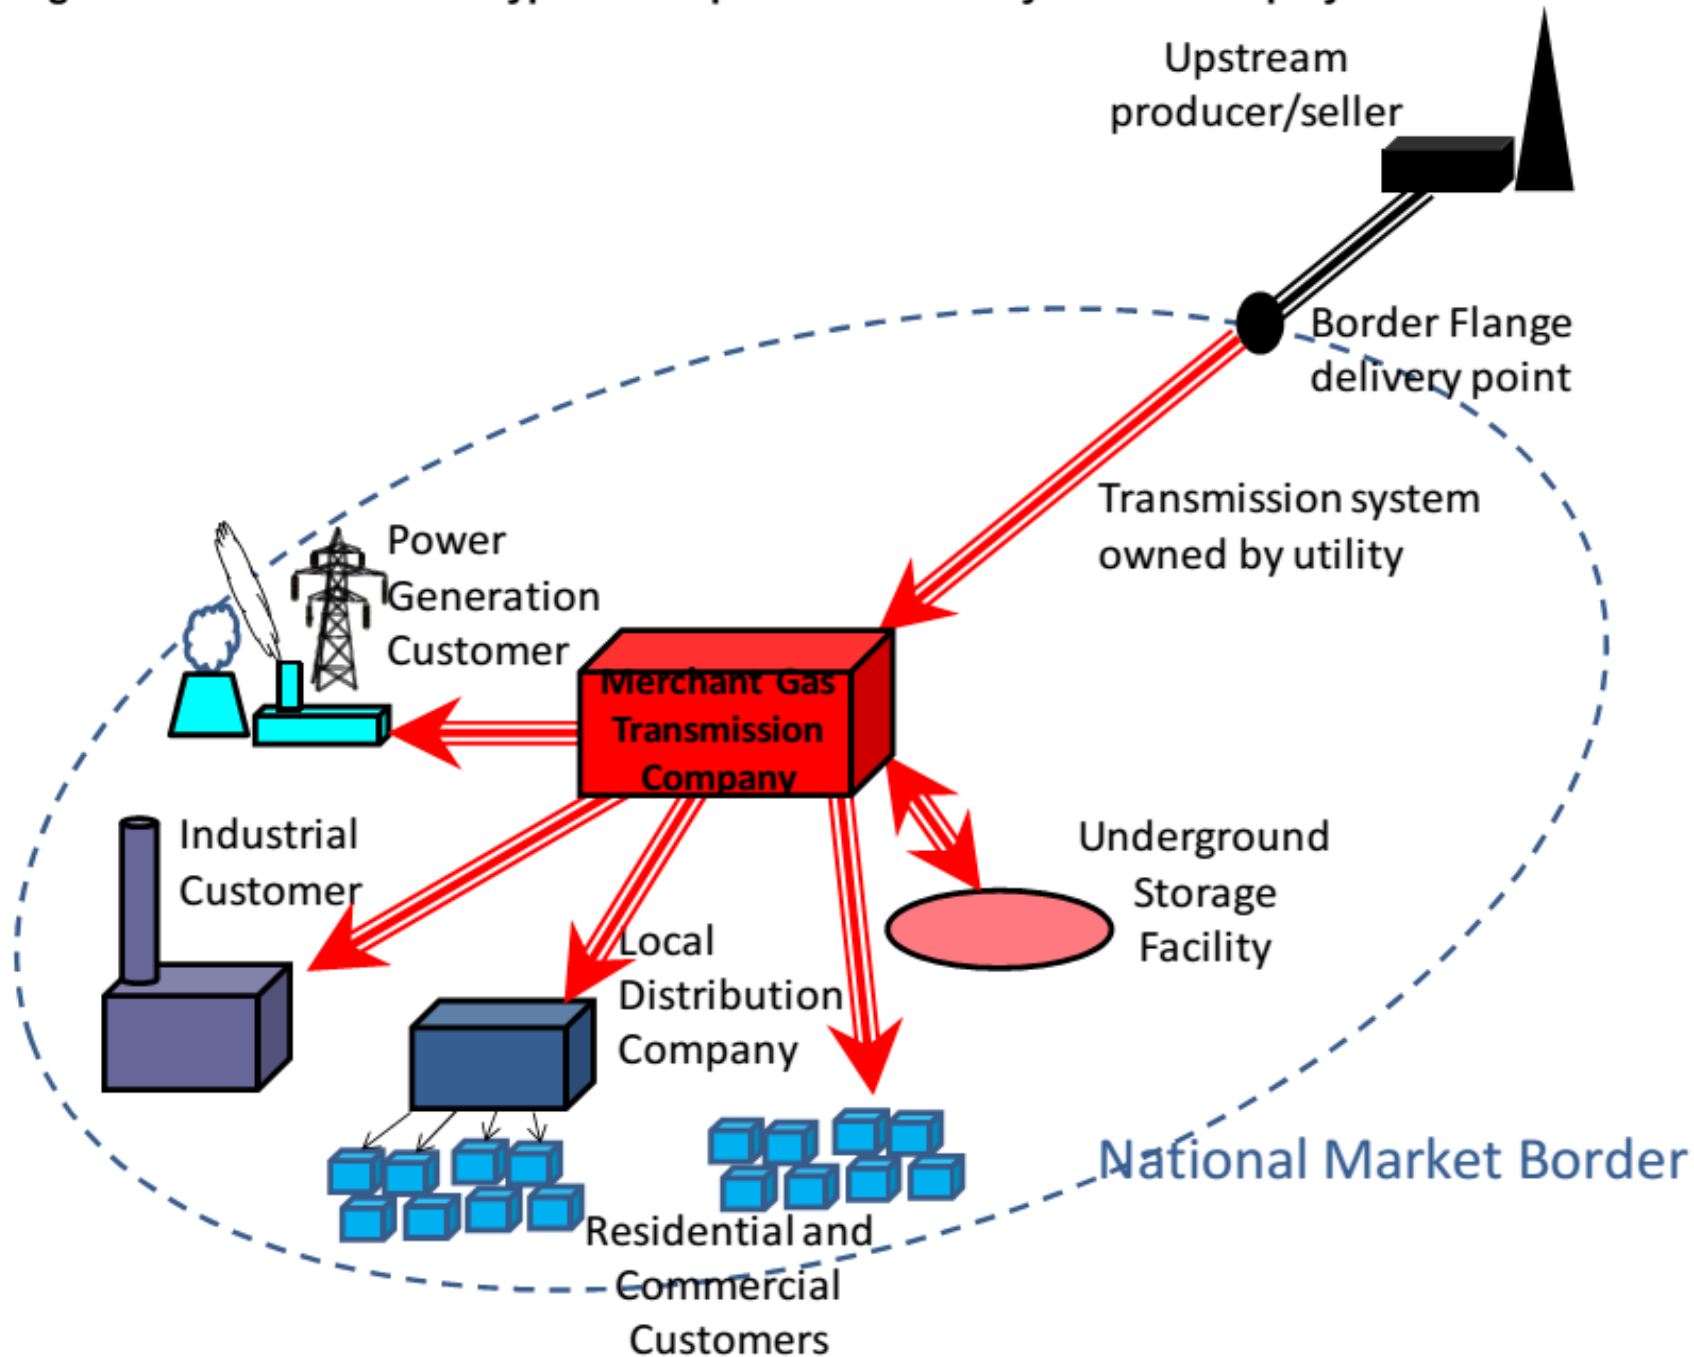 Upstream
producer/seller
Border Flange
delivery point
Transmission system
owned by utility
Power
Generation
Customer
Merchant Gas
Transmission
Company
Industrial
Customer
Underground
Storage
Facility
Local
Distribution
Company
National Market Border
Residential and
Commercial
Customers